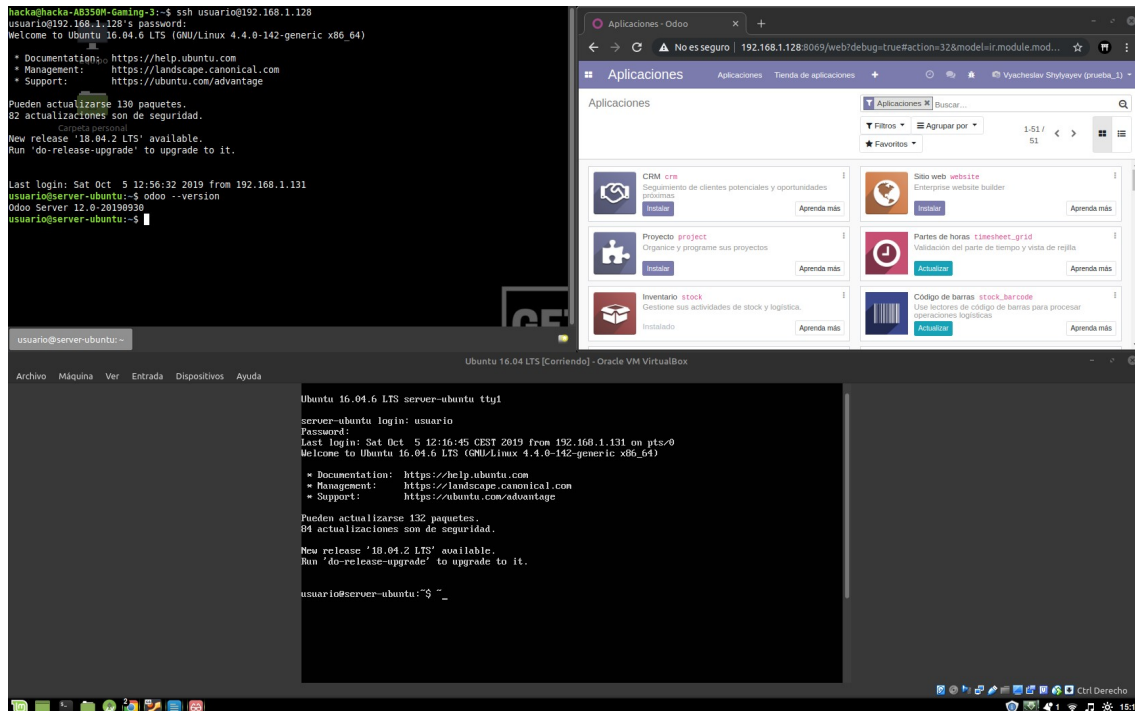 hacka@hacka-AB350M-Gaming-3:~$ ssh usuario@192.168.1.128
usuario@192.168.1.128's password:
Welcome to Ubuntu 16.04.6 LTS (GNU/Linux 4.4.0-142-generic x86_64)
* Documentation: https://help.ubuntu.com
* Management: https://landscape.canonical.com
* Support: https://ubuntu.com/advantage
Pueden actualizarse 130 paquetes.
82 actualizaciones son de seguridad.
Carpeta personal
New release '18.04.2 LTS' available.
Run 'do-release-upgrade' to upgrade to it.
Last login: Sat Oct  5 12:56:32 2019 from 192.168.1.131
usuario@server-ubuntu:~$ odoo --version
Odoo Server 12.0-20190930
usuario@server-ubuntu:~$
usuario@server-ubuntu: ~
Aplicaciones - Odoo
No es seguro | 192.168.1.128:8069/web?debug=true#action=32&model=ir.module.mod...
Aplicaciones Aplicaciones Tienda de aplicaciones Vyacheslav Shylyayev (prueba_1)
Aplicaciones
Aplicaciones Buscar...
Filtros Agrupar por
1-51 / 51
Favoritos
CRM crm
Seguimiento de clientes potenciales y oportunidades
próximas
Instalar Aprenda más
Sitio web website
Enterprise website builder
Instalar Aprenda más
Proyecto project
Organice y programe sus proyectos
Instalar Aprenda más
Partes de horas timesheet_grid
Validación del parte de tiempo y vista de rejilla
Actualizar Aprenda más
Inventario stock
Gestione sus actividades de stock y logística.
Instalado Aprenda más
Código de barras stock_barcode
Use lectores de código de barras para procesar
operaciones logísticas
Actualizar Aprenda más
Ubuntu 16.04 LTS [Corriendo] - Oracle VM VirtualBox
Archivo Máquina Ver Entrada Dispositivos Ayuda
Ubuntu 16.04.6 LTS server-ubuntu tty1
server-ubuntu login: usuario
Password:
Last login: Sat Oct  5 12:16:45 CEST 2019 from 192.168.1.131 on pts/0
Welcome to Ubuntu 16.04.6 LTS (GNU/Linux 4.4.0-142-generic x86_64)
* Documentation: https://help.ubuntu.com
* Management: https://landscape.canonical.com
* Support: https://ubuntu.com/advantage
Pueden actualizarse 132 paquetes.
84 actualizaciones son de seguridad.
New release '18.04.2 LTS' available.
Run 'do-release-upgrade' to upgrade to it.
usuario@server-ubuntu:~$ ~_
Ctrl Derecho